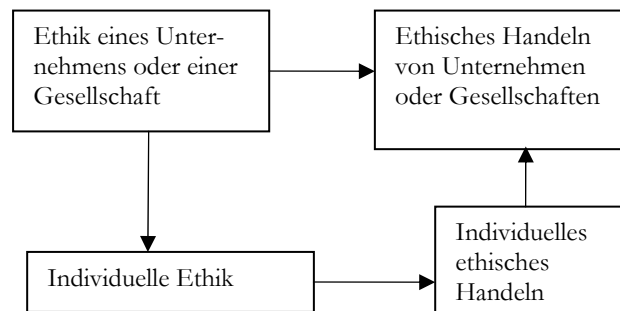 Ethik eines Unter-
nehmens oder einer
Gesellschaft
Ethisches Handeln
von Unternehmen
oder Gesellschaften
Individuelle Ethik
Individuelles
ethisches
Handeln